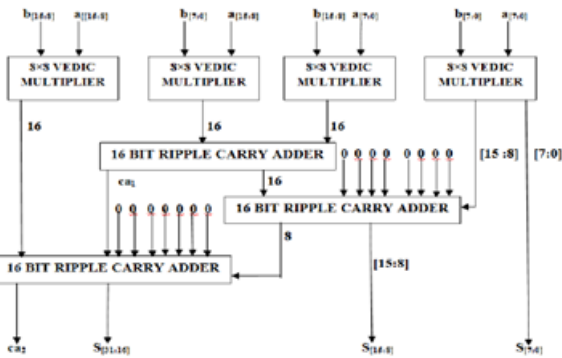 b[15:8] a[[15:8] b[7:0] a[15:8] b[15:8] a[7:0] b[7:0] a[7:0]
8×8 VEDIC MULTIPLIER 8×8 VEDIC MULTIPLIER 8×8 VEDIC MULTIPLIER 8×8 VEDIC MULTIPLIER
16 16 16 [15 :8] [7:0]
16 BIT RIPPLE CARRY ADDER 0 0 0 0 0 0 0 0
ca1 16
0 0 0 0 0 0 0 16 BIT RIPPLE CARRY ADDER
8
16 BIT RIPPLE CARRY ADDER [15:8]
ca2 S[31:16] S[15:8] S[7:0]